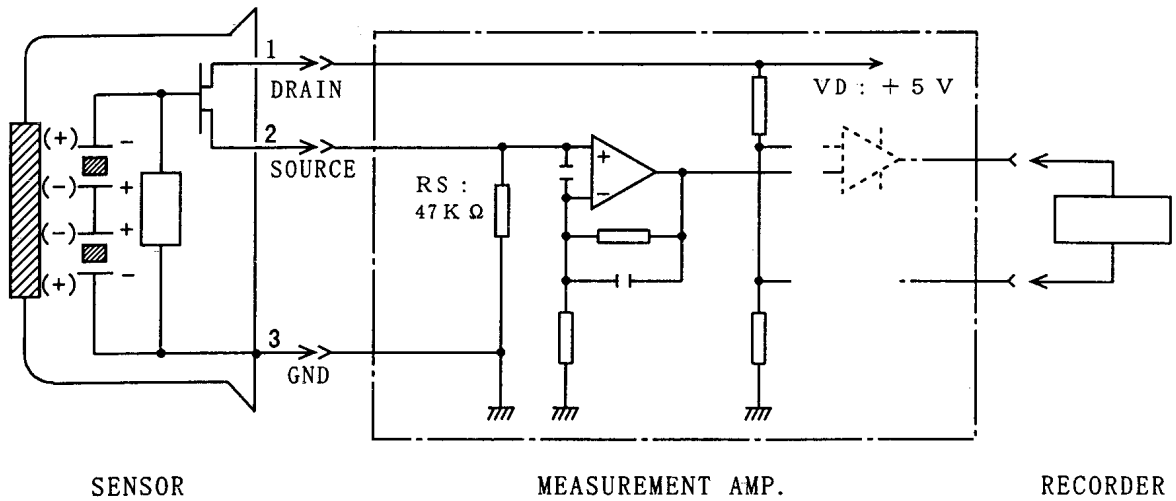 1
DRAIN
VD : + 5 V
(+)
-
2
SOURCE
+
-
RS :
47K Ω
(-)
+
(-)
+
(+)
-
3
GND
SENSOR
MEASUREMENT AMP.
RECORDER